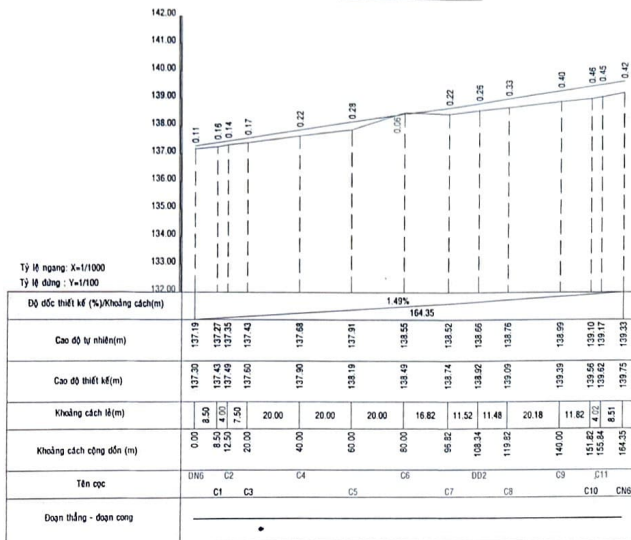 142.00
141.00
140.00
139.00
138.00
137.00
136.00
135.00
134.00
133.00
132.00
0.11 0.16 0.14 0.17 0.22 0.28 0.06 0.22 0.26 0.33 0.40 0.46 0.45 0.42
Tỷ lệ ngang: X=1/1000
Tỷ lệ đứng : Y=1/100
Độ dốc thiết kế (%)/Khoảng cách(m) 1.49% 164.35
Cao độ tự nhiên(m) 137.19 137.27 137.35 137.43 137.68 137.91 138.55 138.52 138.66 138.76 138.99 139.10 139.17 139.33
Cao độ thiết kế(m) 137.30 137.43 137.49 137.60 137.90 138.19 138.49 138.74 138.92 139.09 139.39 139.56 139.62 139.75
Khoảng cách lẻ(m) 8.50 4.00 7.50 20.00 20.00 20.00 16.82 11.52 11.48 20.18 11.82 4.02 8.51
Khoảng cách cộng dồn (m) 0.00 8.50 12.50 20.00 40.00 60.00 80.00 96.82 108.34 119.82 140.00 151.82 155.84 164.35
Tên cọc DN6 C1 C2 C3 C4 C5 C6 C7 DD2 C8 C9 C10 C11 CN6
Đoạn thẳng - đoạn cong